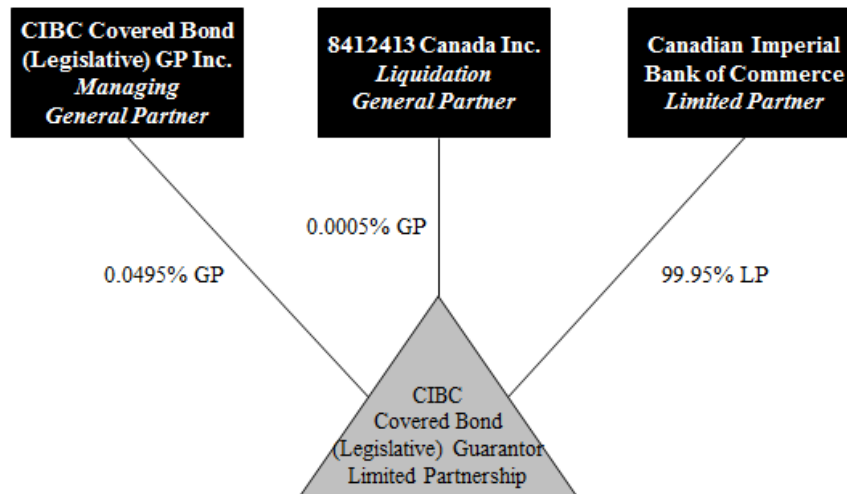 CIBC Covered Bond
(Legislative) GP Inc.
Managing
General Partner
8412413 Canada Inc.
Liquidation
General Partner
Canadian Imperial
Bank of Commerce
Limited Partner
0.0495% GP
0.0005% GP
99.95% LP
CIBC
Covered Bond
(Legislative) Guarantor
Limited Partnership